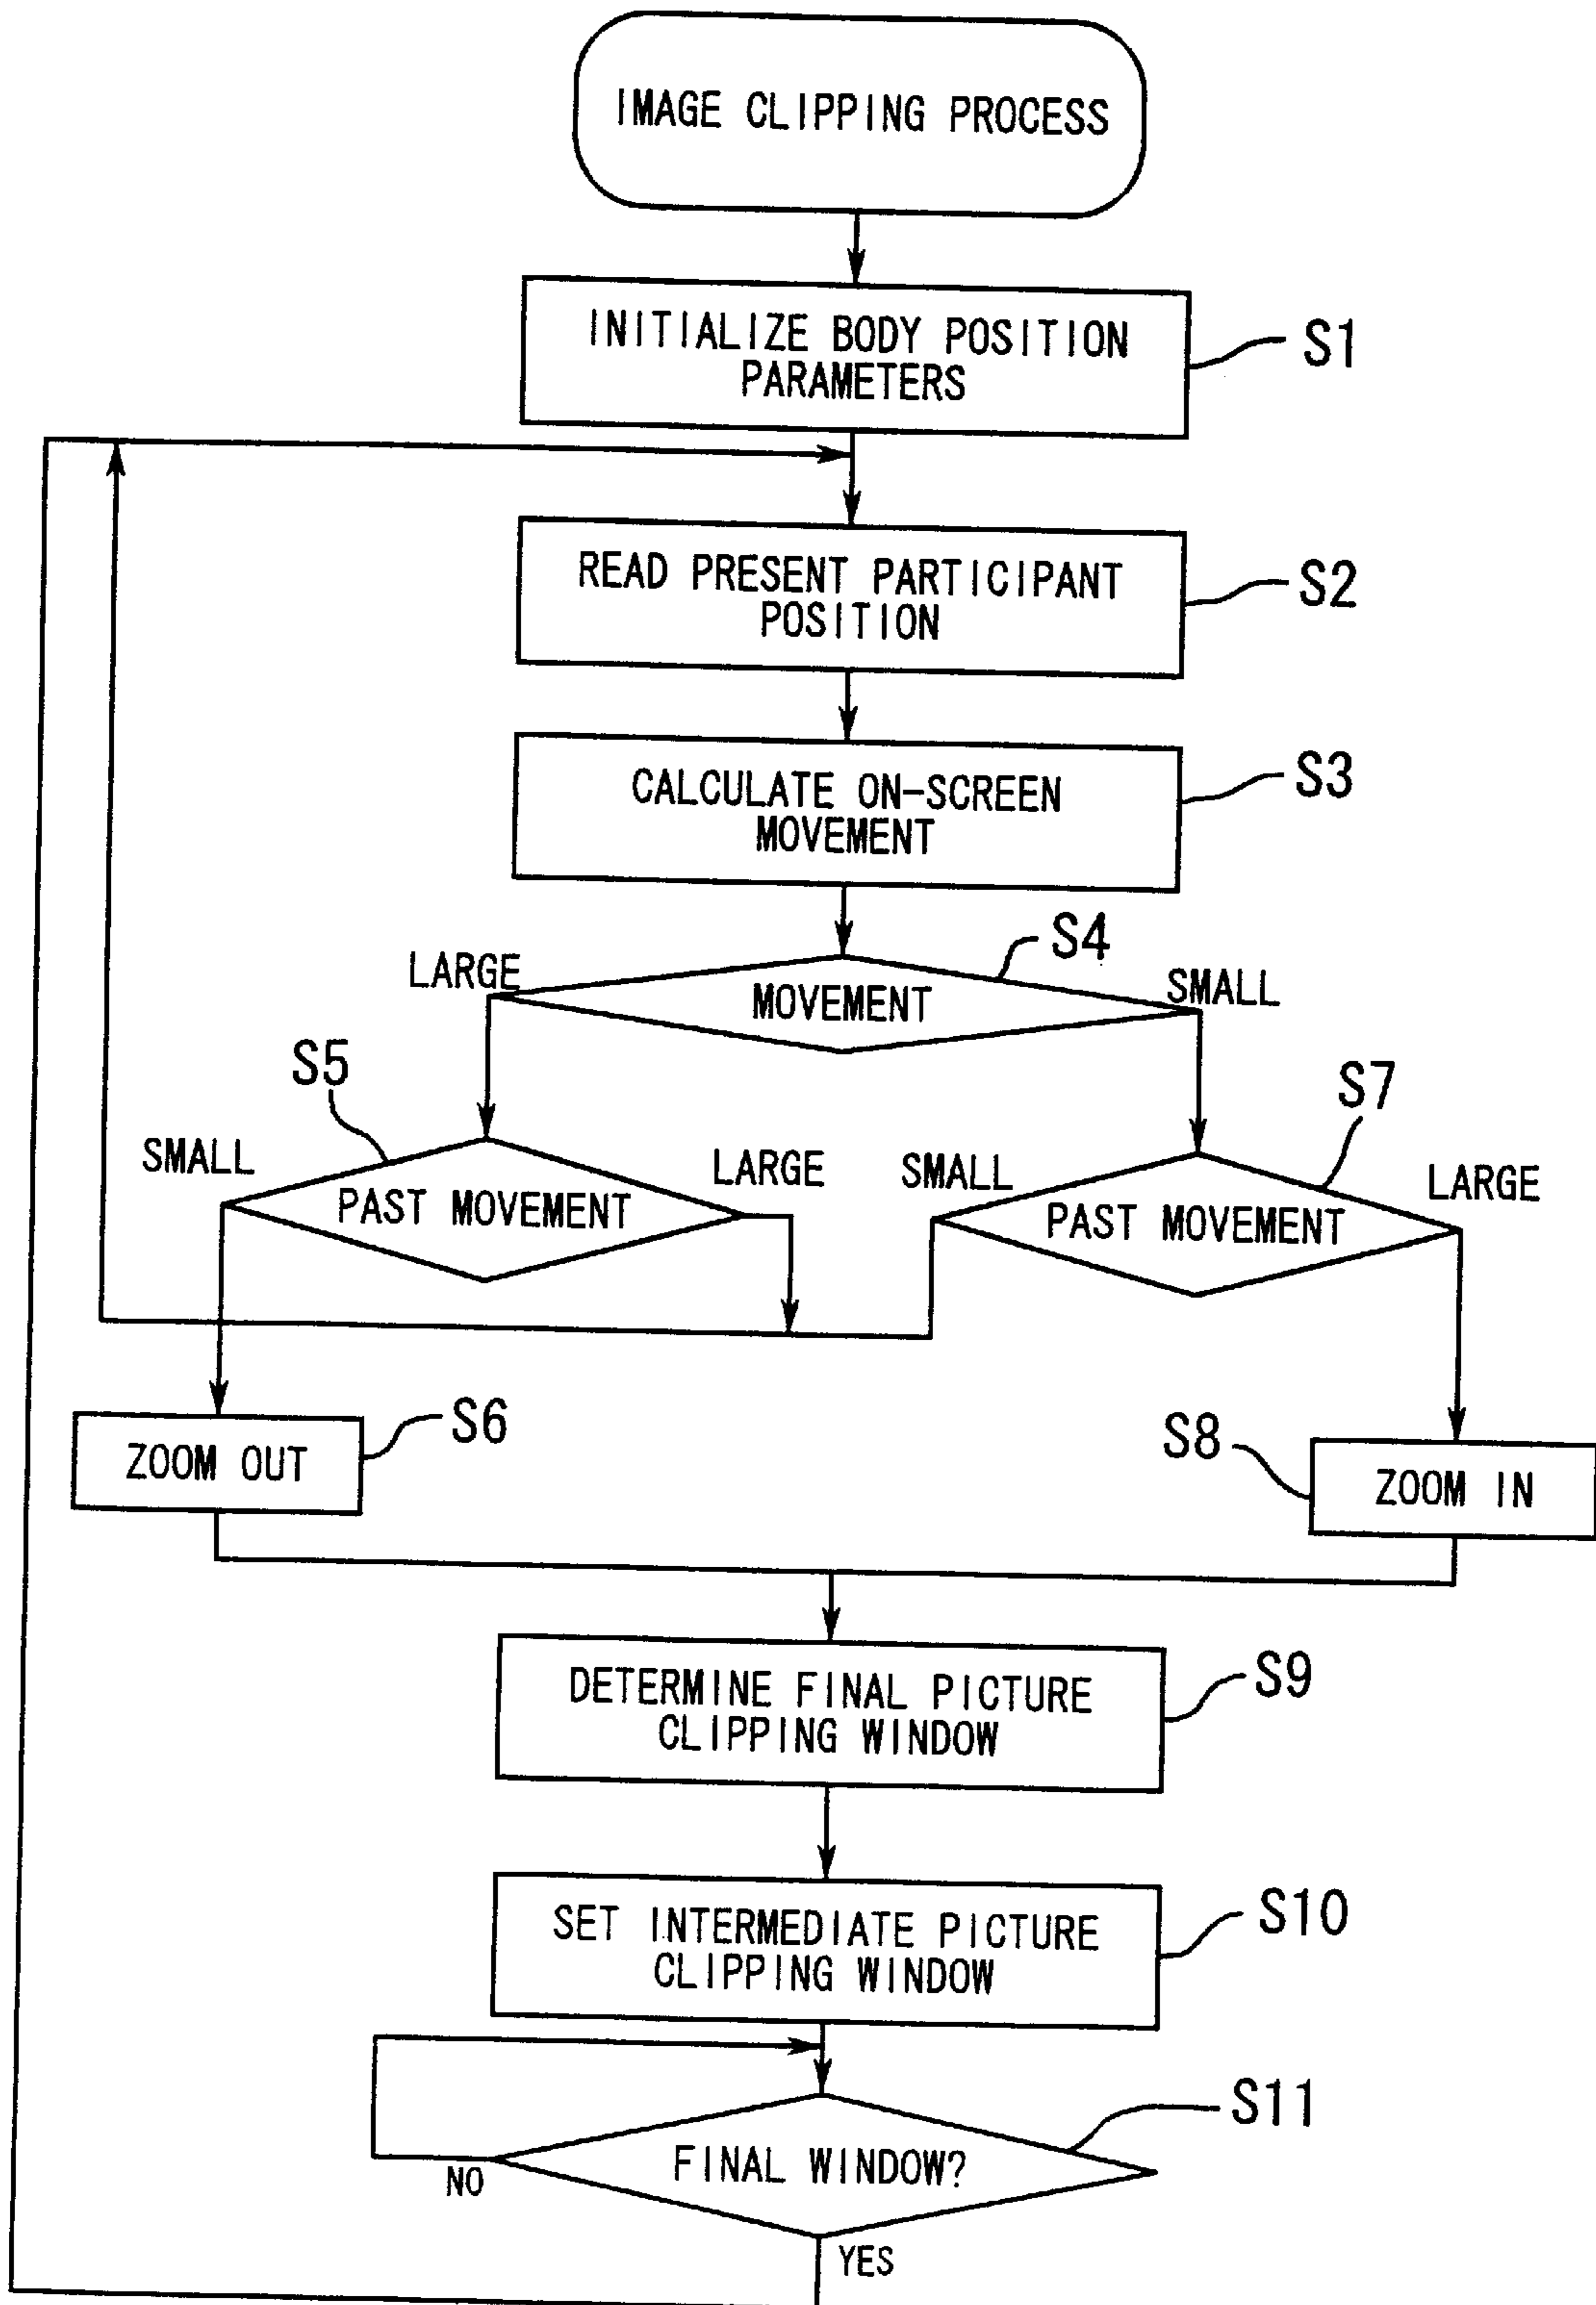 IMAGE CLIPPING PROCESS
INITIALIZE BODY POSITION
PARAMETERS
S1
READ PRESENT PARTICIPANT
POSITION
S2
CALCULATE ON-SCREEN
MOVEMENT
S3
S4
LARGE
MOVEMENT
SMALL
S5
S7
SMALL
PAST MOVEMENT
LARGE
SMALL
PAST MOVEMENT
LARGE
ZOOM OUT
S6
S8
ZOOM IN
DETERMINE FINAL PICTURE
CLIPPING WINDOW
S9
SET INTERMEDIATE PICTURE
CLIPPING WINDOW
S10
S11
FINAL WINDOW?
NO
YES